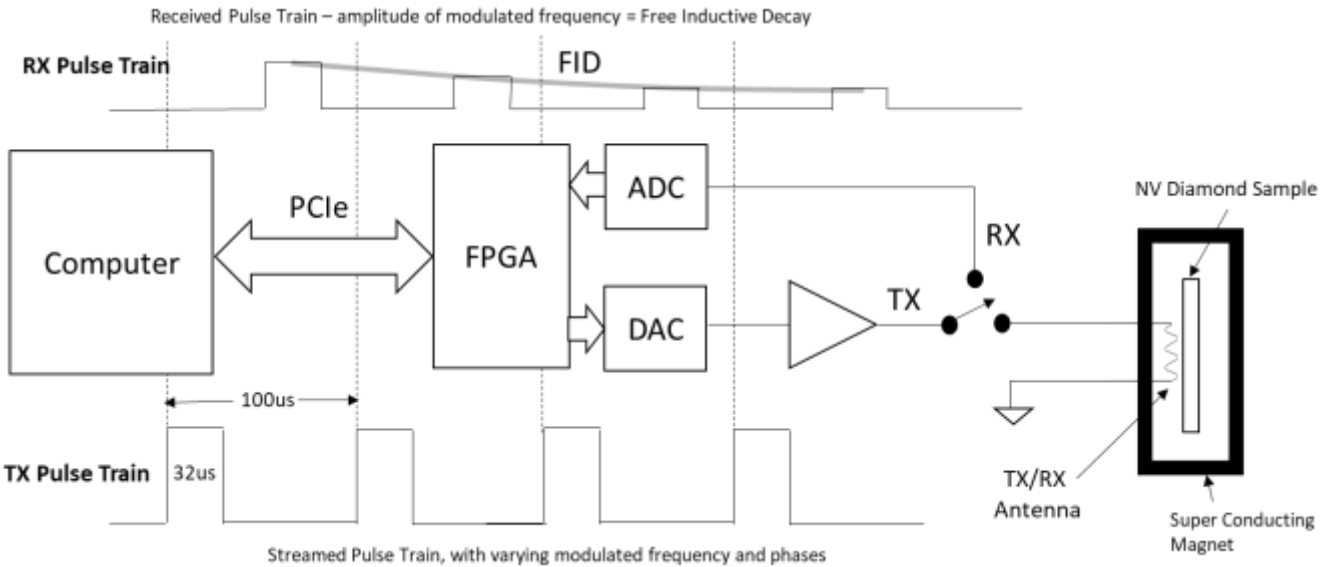 Received Pulse Train – amplitude of modulated frequency = Free Inductive Decay
RX Pulse Train
FID
Computer
PCIe
FPGA
ADC
DAC
RX
TX
NV Diamond Sample
100us
TX Pulse Train
32us
TX/RX
Antenna
Super Conducting
Magnet
Streamed Pulse Train, with varying modulated frequency and phases